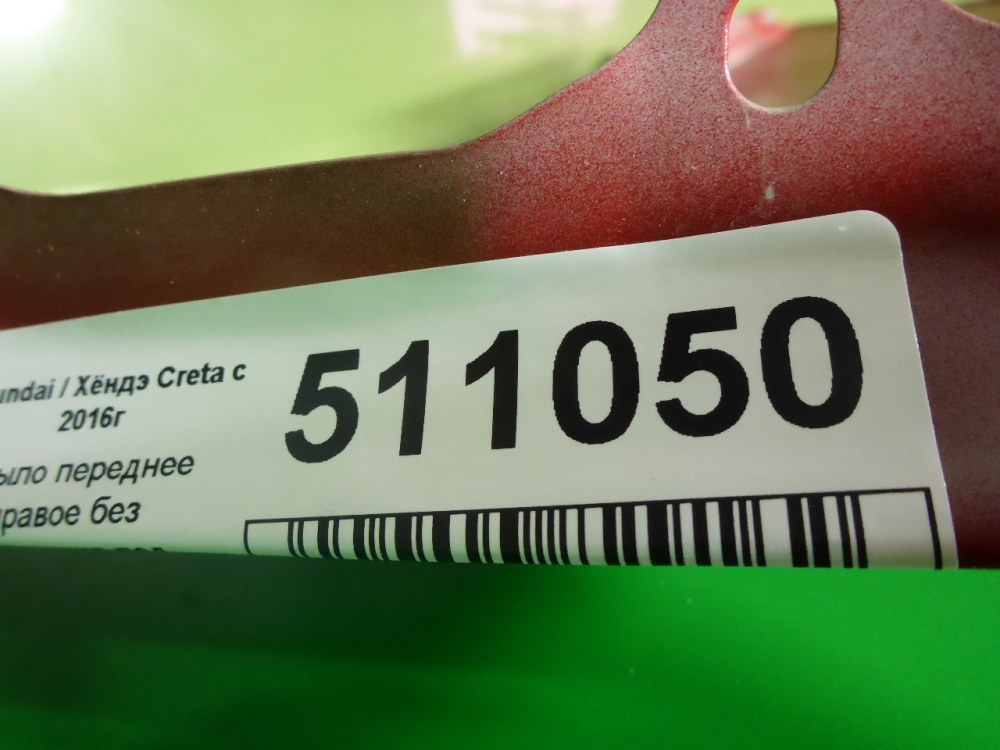 undai / Хёндэ Creta с
2016г
511050
ыло переднее
равое без